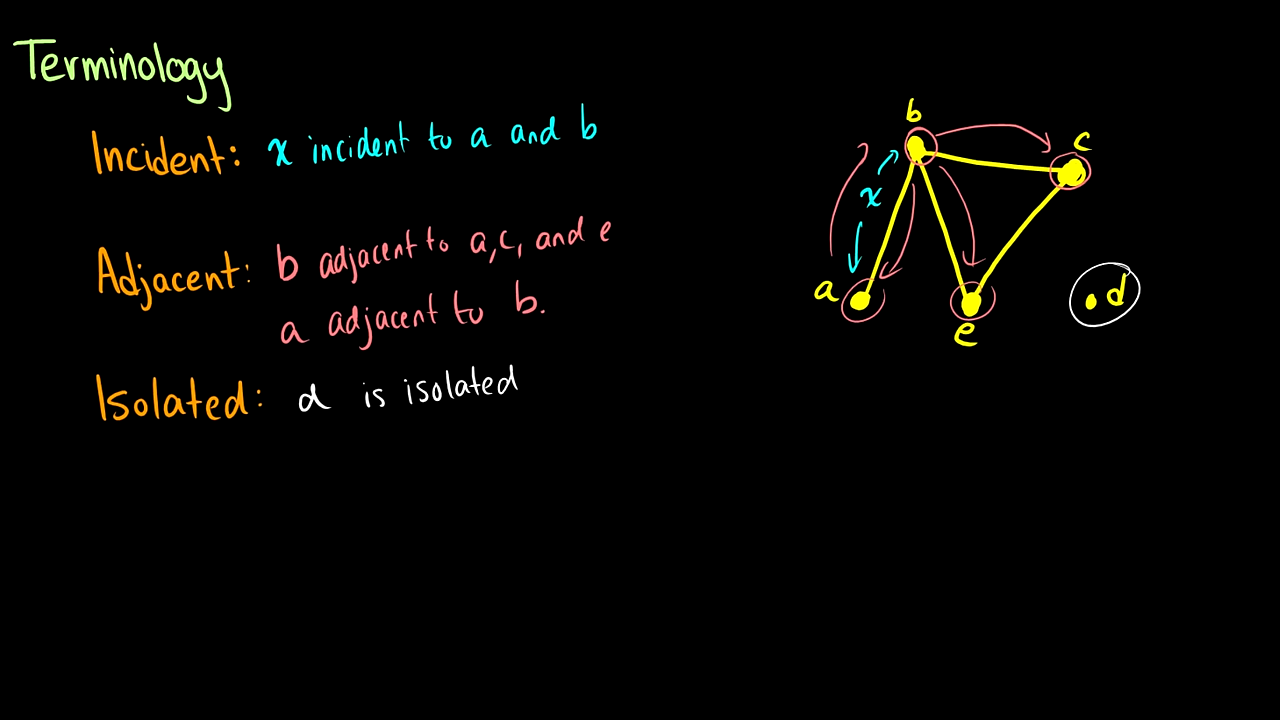 Terminology
Incident: x incident to a and b
Adjacent: b adjacent to a,c, and e
a adjacent to b.
Isolated: d is isolated
b
c
x
a
e
d